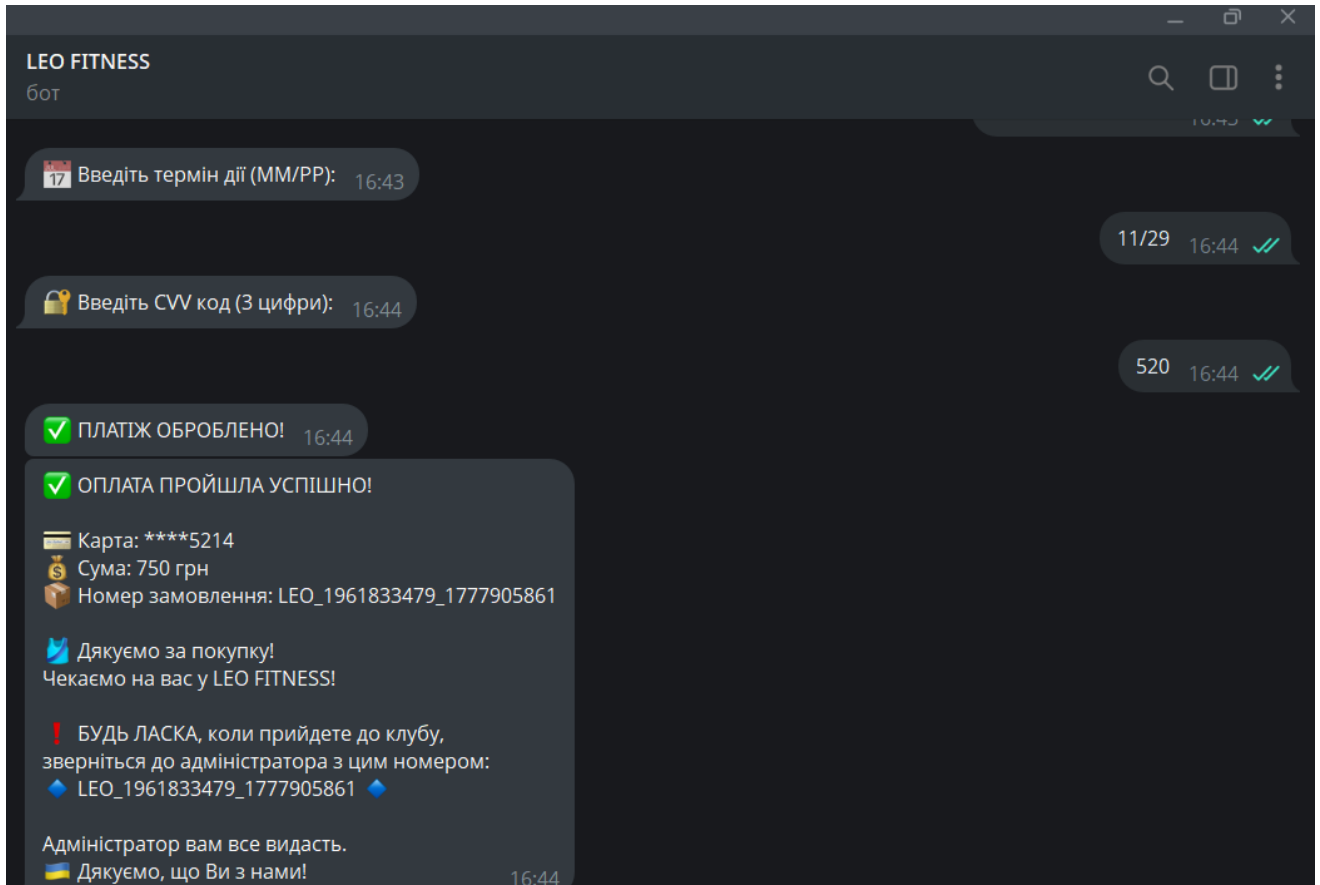 LEO FITNESS
бот
16:43
17 Введіть термін дії (ММ/РР): 16:43
11/29 16:44
Введіть CVV код (3 цифри): 16:44
520 16:44
ПЛАТІЖ ОБРОБЛЕНО! 16:44
ОПЛАТА ПРОЙШЛА УСПІШНО!
Карта: ****5214
Сума: 750 грн
Номер замовлення: LEO_1961833479_1777905861
Дякуємо за покупку!
Чекаємо на вас у LEO FITNESS!
БУДЬ ЛАСКА, коли прийдете до клубу,
зверніться до адміністратора з цим номером:
LEO_1961833479_1777905861
Адміністратор вам все видасть.
Дякуємо, що Ви з нами! 16:44